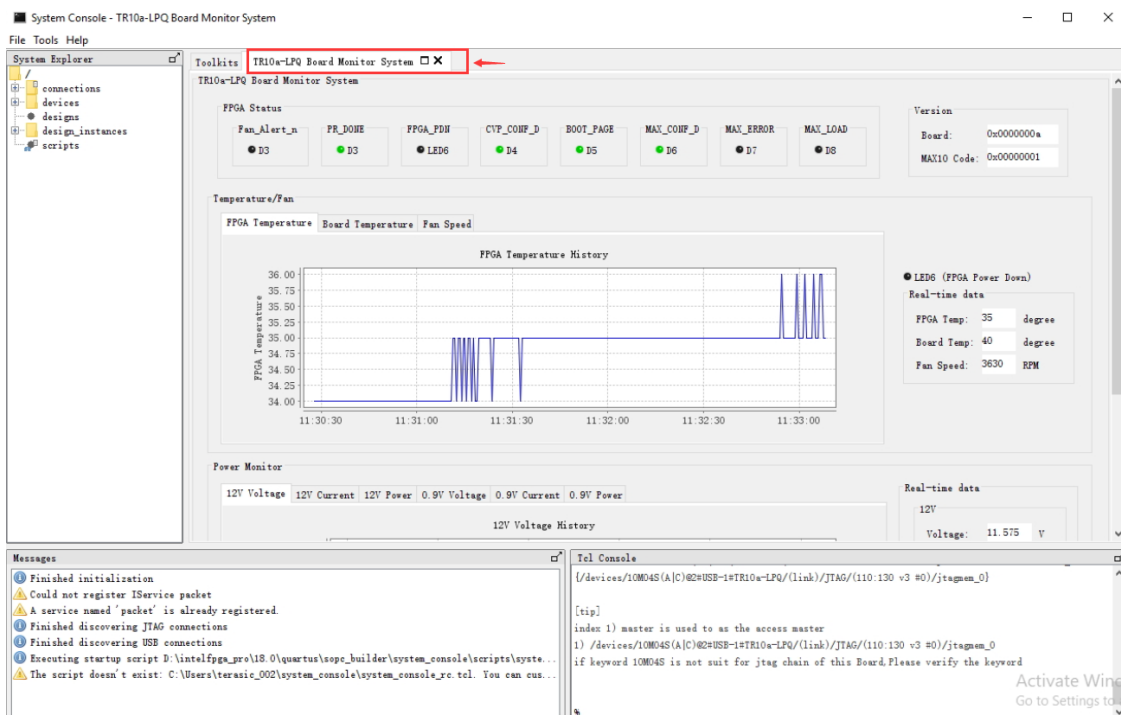 System Console - TR10a-LPQ Board Monitor System
File Tools Help
System Explorer
/
connections
devices
designs
design_instances
scripts
Toolkits TR10a-LPQ Board Monitor System
TR10a-LPQ Board Monitor System
FPGA Status
Fan_Alert_n PR_DONE FPGA_PDN CVP_CONF_D BOOT_PAGE MAX_CONF_D MAX_ERROR MAX_LOAD
D3 D3 LED6 D4 D5 D6 D7 D8
Version
Board: 0x0000000a
MAX10 Code: 0x00000001
Temperature/Fan
FPGA Temperature Board Temperature Fan Speed
FPGA Temperature History
FPGA Temperature
36.00
35.75
35.50
35.25
35.00
34.75
34.50
34.25
34.00
11:30:30 11:31:00 11:31:30 11:32:00 11:32:30 11:33:00
LED6 (FPGA Power Down)
Real-time data
FPGA Temp: 35 degree
Board Temp: 40 degree
Fan Speed: 3630 RPM
Power Monitor
12V Voltage 12V Current 12V Power 0.9V Voltage 0.9V Current 0.9V Power
12V Voltage History
Real-time data
12V
Voltage: 11.575 V
Messages
Finished initialization
Could not register IService packet
A service named 'packet' is already registered.
Finished discovering JTAG connections
Finished discovering USB connections
Executing startup script D:\intelfpga_pro\18.0\quartus\sopc_builder\system_console\scripts\syste...
The script doesn't exist: C:\Users\terasic_002\system_console\system_console_rc.tcl. You can cus...
Tcl Console
{/devices/10M04S(A|C)@2#USB-1#TR10a-LPQ/(link)/JTAG/(110:130 v3 #0)/jtagmem_0}
[tip]
index 1) master is used to as the access master
1) /devices/10M04S(A|C)@2#USB-1#TR10a-LPQ/(link)/JTAG/(110:130 v3 #0)/jtagmem_0
if keyword 10M04S is not suit for jtag chain of this Board,Please verify the keyword
%
Activate Wind
Go to Settings to